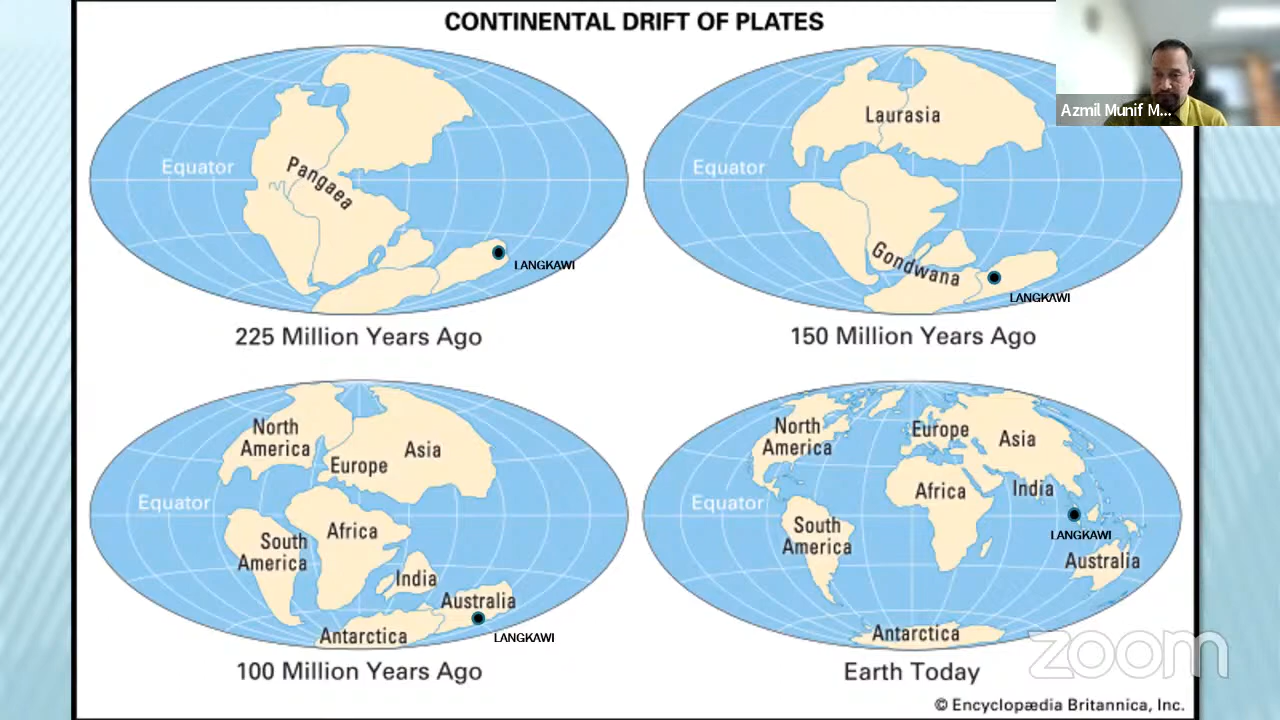 CONTINENTAL DRIFT OF PLATES
Azmil Munif M...
Equator
Pangaea
LANGKAWI
225 Million Years Ago
Laurasia
Equator
Gondwana
LANGKAWI
150 Million Years Ago
North
America
Europe
Asia
Equator
South
America
Africa
India
Australia
Antarctica
LANGKAWI
100 Million Years Ago
North
America
Europe
Asia
Equator
Africa
India
South
America
LANGKAWI
Australia
Antarctica
Earth Today
zoom
© Encyclopædia Britannica, Inc.